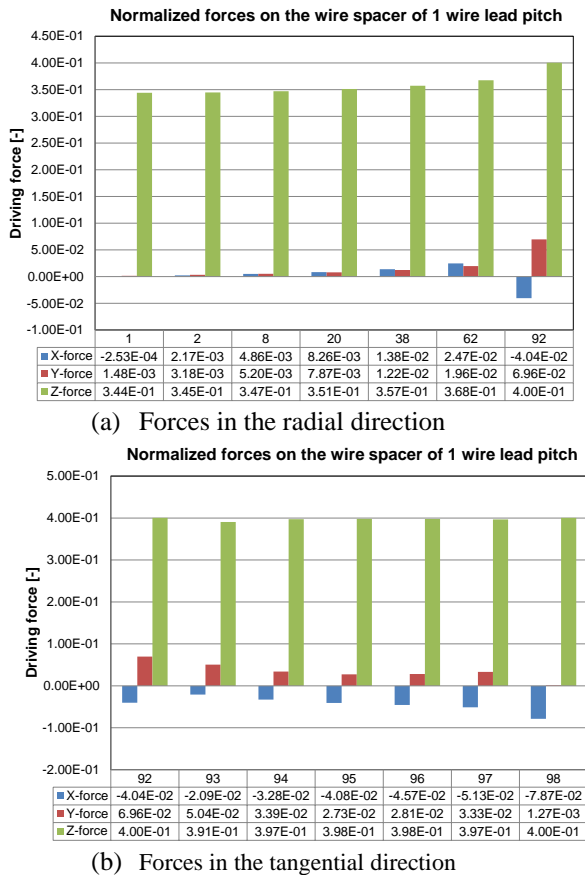 Normalized forces on the wire spacer of 1 wire lead pitch
4.50E-01
4.00E-01
3.50E-01
3.00E-01
2.50E-01
2.00E-01
1.50E-01
1.00E-01
5.00E-02
0.00E+00
-5.00E-02
-1.00E-01
Driving force [-]
1 2 8 20 38 62 92
X-force -2.53E-04 2.17E-03 4.86E-03 8.26E-03 1.38E-02 2.47E-02 -4.04E-02
Y-force 1.48E-03 3.18E-03 5.20E-03 7.87E-03 1.22E-02 1.96E-02 6.96E-02
Z-force 3.44E-01 3.45E-01 3.47E-01 3.51E-01 3.57E-01 3.68E-01 4.00E-01
(a) Forces in the radial direction
Normalized forces on the wire spacer of 1 wire lead pitch
5.00E-01
4.00E-01
3.00E-01
2.00E-01
1.00E-01
0.00E+00
-1.00E-01
-2.00E-01
Driving force [-]
92 93 94 95 96 97 98
X-force -4.04E-02 -2.09E-02 -3.28E-02 -4.08E-02 -4.57E-02 -5.13E-02 -7.87E-02
Y-force 6.96E-02 5.04E-02 3.39E-02 2.73E-02 2.81E-02 3.33E-02 1.27E-03
Z-force 4.00E-01 3.91E-01 3.97E-01 3.98E-01 3.98E-01 3.97E-01 4.00E-01
(b) Forces in the tangential direction